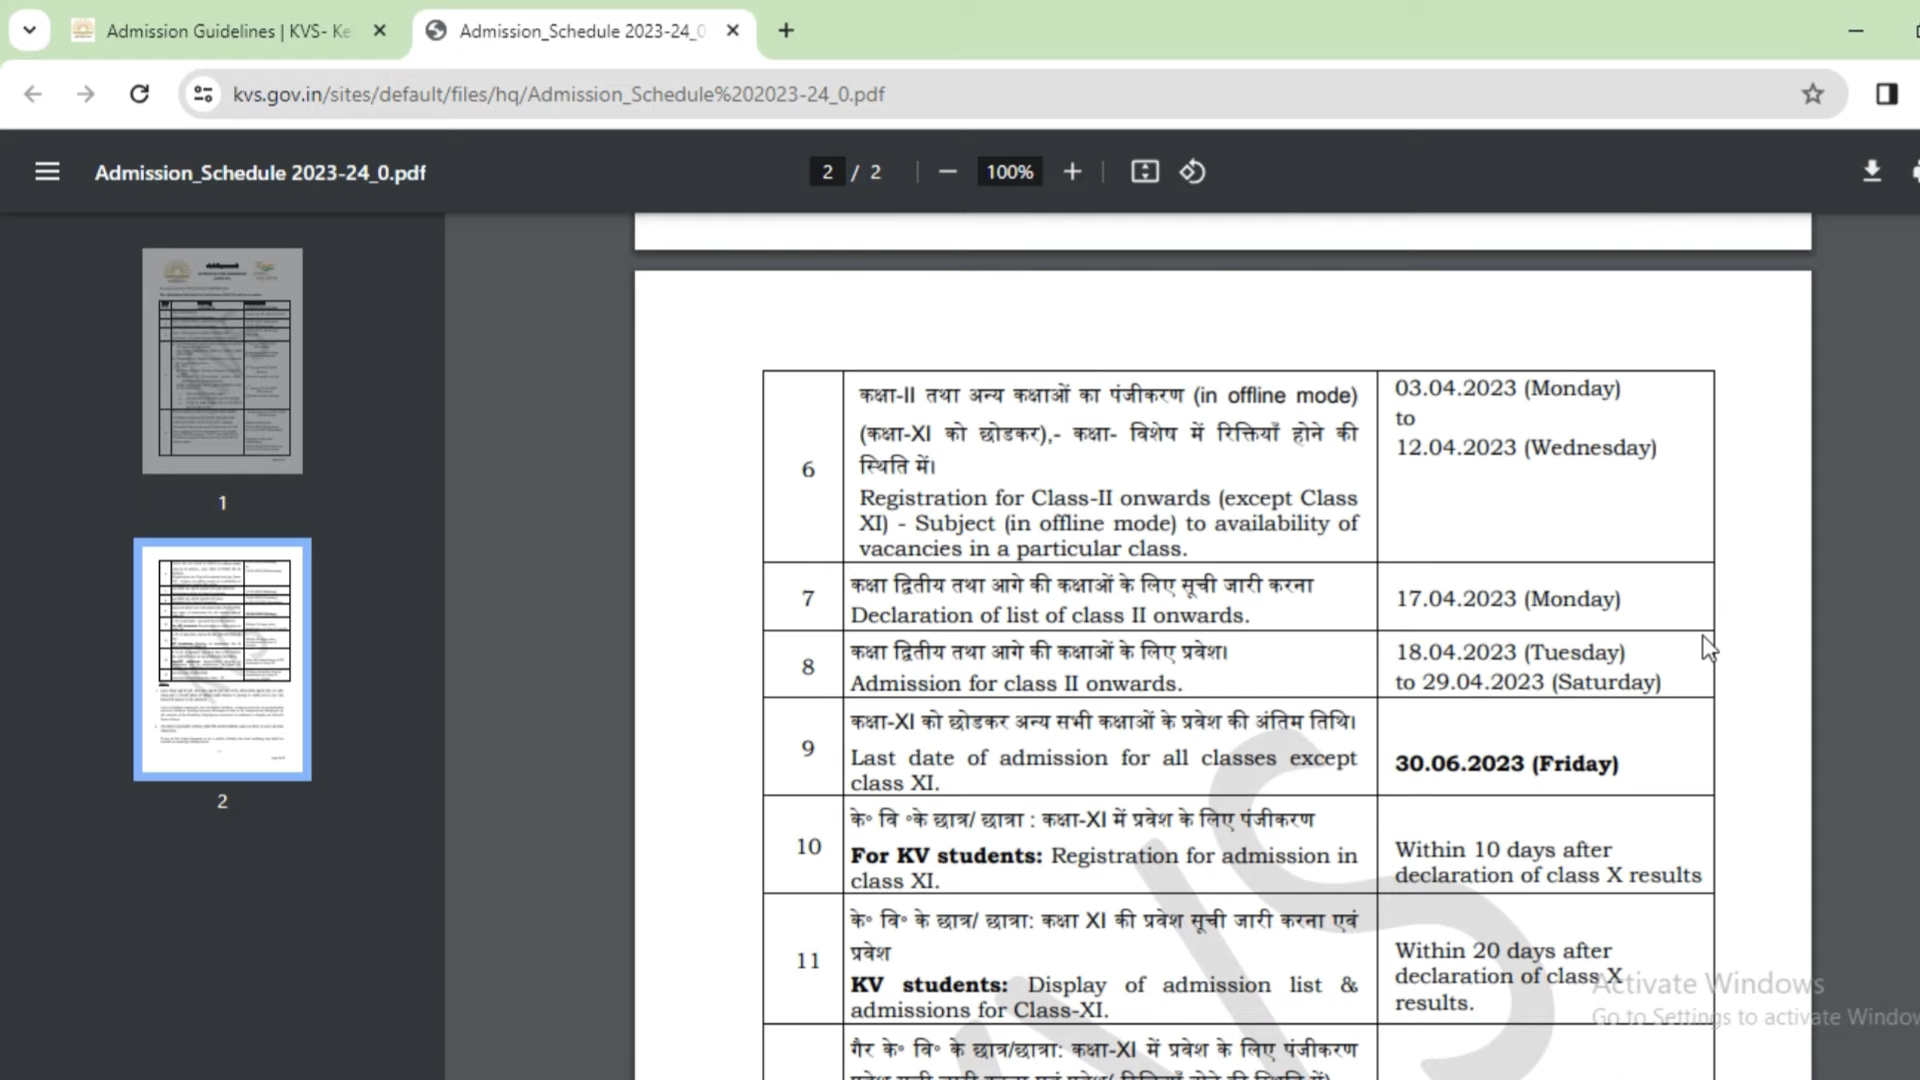 Admission Guidelines | KVS- Ke
Admission_Schedule 2023-24_0
kvs.gov.in/sites/default/files/hq/Admission_Schedule%202023-24_0.pdf
Admission_Schedule 2023-24_0.pdf
2 / 2
100%
1
2
6
कक्षा-II तथा अन्य कक्षाओं का पंजीकरण (in offline mode)
(कक्षा-XI को छोडकर),- कक्षा- विशेष में रिक्तियाँ होने की
स्थिति में।
Registration for Class-II onwards (except Class
XI) - Subject (in offline mode) to availability of
vacancies in a particular class.
03.04.2023 (Monday)
to
12.04.2023 (Wednesday)
7
कक्षा द्वितीय तथा आगे की कक्षाओं के लिए सूची जारी करना
Declaration of list of class II onwards.
17.04.2023 (Monday)
8
कक्षा द्वितीय तथा आगे की कक्षाओं के लिए प्रवेश।
Admission for class II onwards.
18.04.2023 (Tuesday)
to 29.04.2023 (Saturday)
9
कक्षा-XI को छोडकर अन्य सभी कक्षाओं के प्रवेश की अंतिम तिथि।
Last date of admission for all classes except
class XI.
30.06.2023 (Friday)
10
के॰ वि ॰के छात्र/ छात्रा : कक्षा-XI में प्रवेश के लिए पंजीकरण
For KV students: Registration for admission in
class XI.
Within 10 days after
declaration of class X results
11
के॰ वि॰ के छात्र/ छात्रा: कक्षा XI की प्रवेश सूची जारी करना एवं
प्रवेश
KV students: Display of admission list &
admissions for Class-XI.
Within 20 days after
declaration of class X
results.
गैर के॰ वि॰ के छात्र/छात्रा: कक्षा-XI में प्रवेश के लिए पंजीकरण
Activate Windows
Go to Settings to activate Window